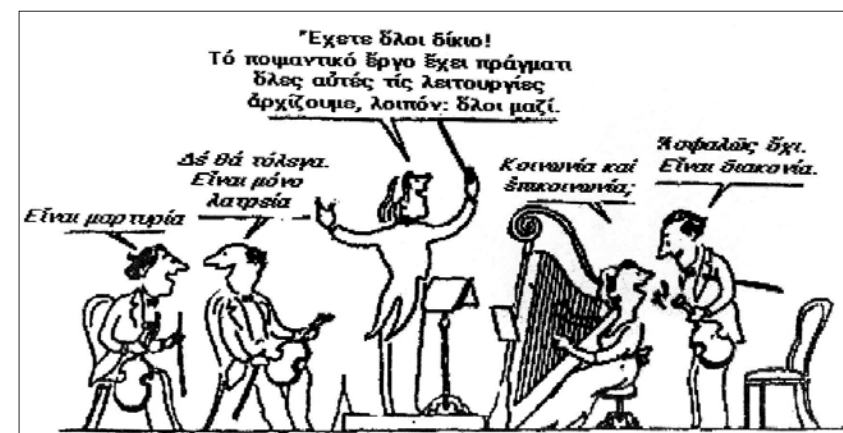 Ἔχετε ὅλοι δίκιο!
Τό ποιμαντικό ἔργο ἔχει πράγματι
ὅλες αὐτές τίς λειτουργίες
ἀρχίζουμε, λοιπόν: ὅλοι μαζί.
Εἶναι μαρτυρία
Δέ θά τόλεγα.
Εἶναι μόνο
λατρεία
Κοινωνία καί
ἐπικοινωνία;
Ἀσφαλῶς ὄχι.
Εἶναι διακονία.